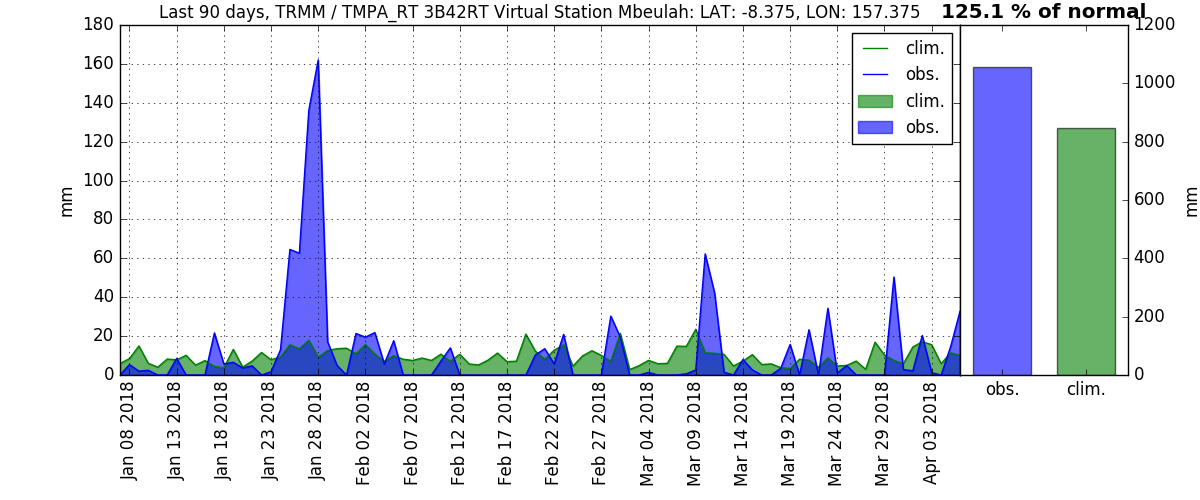 Last 90 days, TRMM / TMPA_RT 3B42RT Virtual Station Mbeulah: LAT: -8.375, LON: 157.375
125.1 % of normal
180
160
140
120
100
80
60
40
20
0
mm
clim.
obs.
clim.
obs.
1200
1000
800
600
400
200
0
mm
Jan 08 2018
Jan 13 2018
Jan 18 2018
Jan 23 2018
Jan 28 2018
Feb 02 2018
Feb 07 2018
Feb 12 2018
Feb 17 2018
Feb 22 2018
Feb 27 2018
Mar 04 2018
Mar 09 2018
Mar 14 2018
Mar 19 2018
Mar 24 2018
Mar 29 2018
Apr 03 2018
obs.
clim.